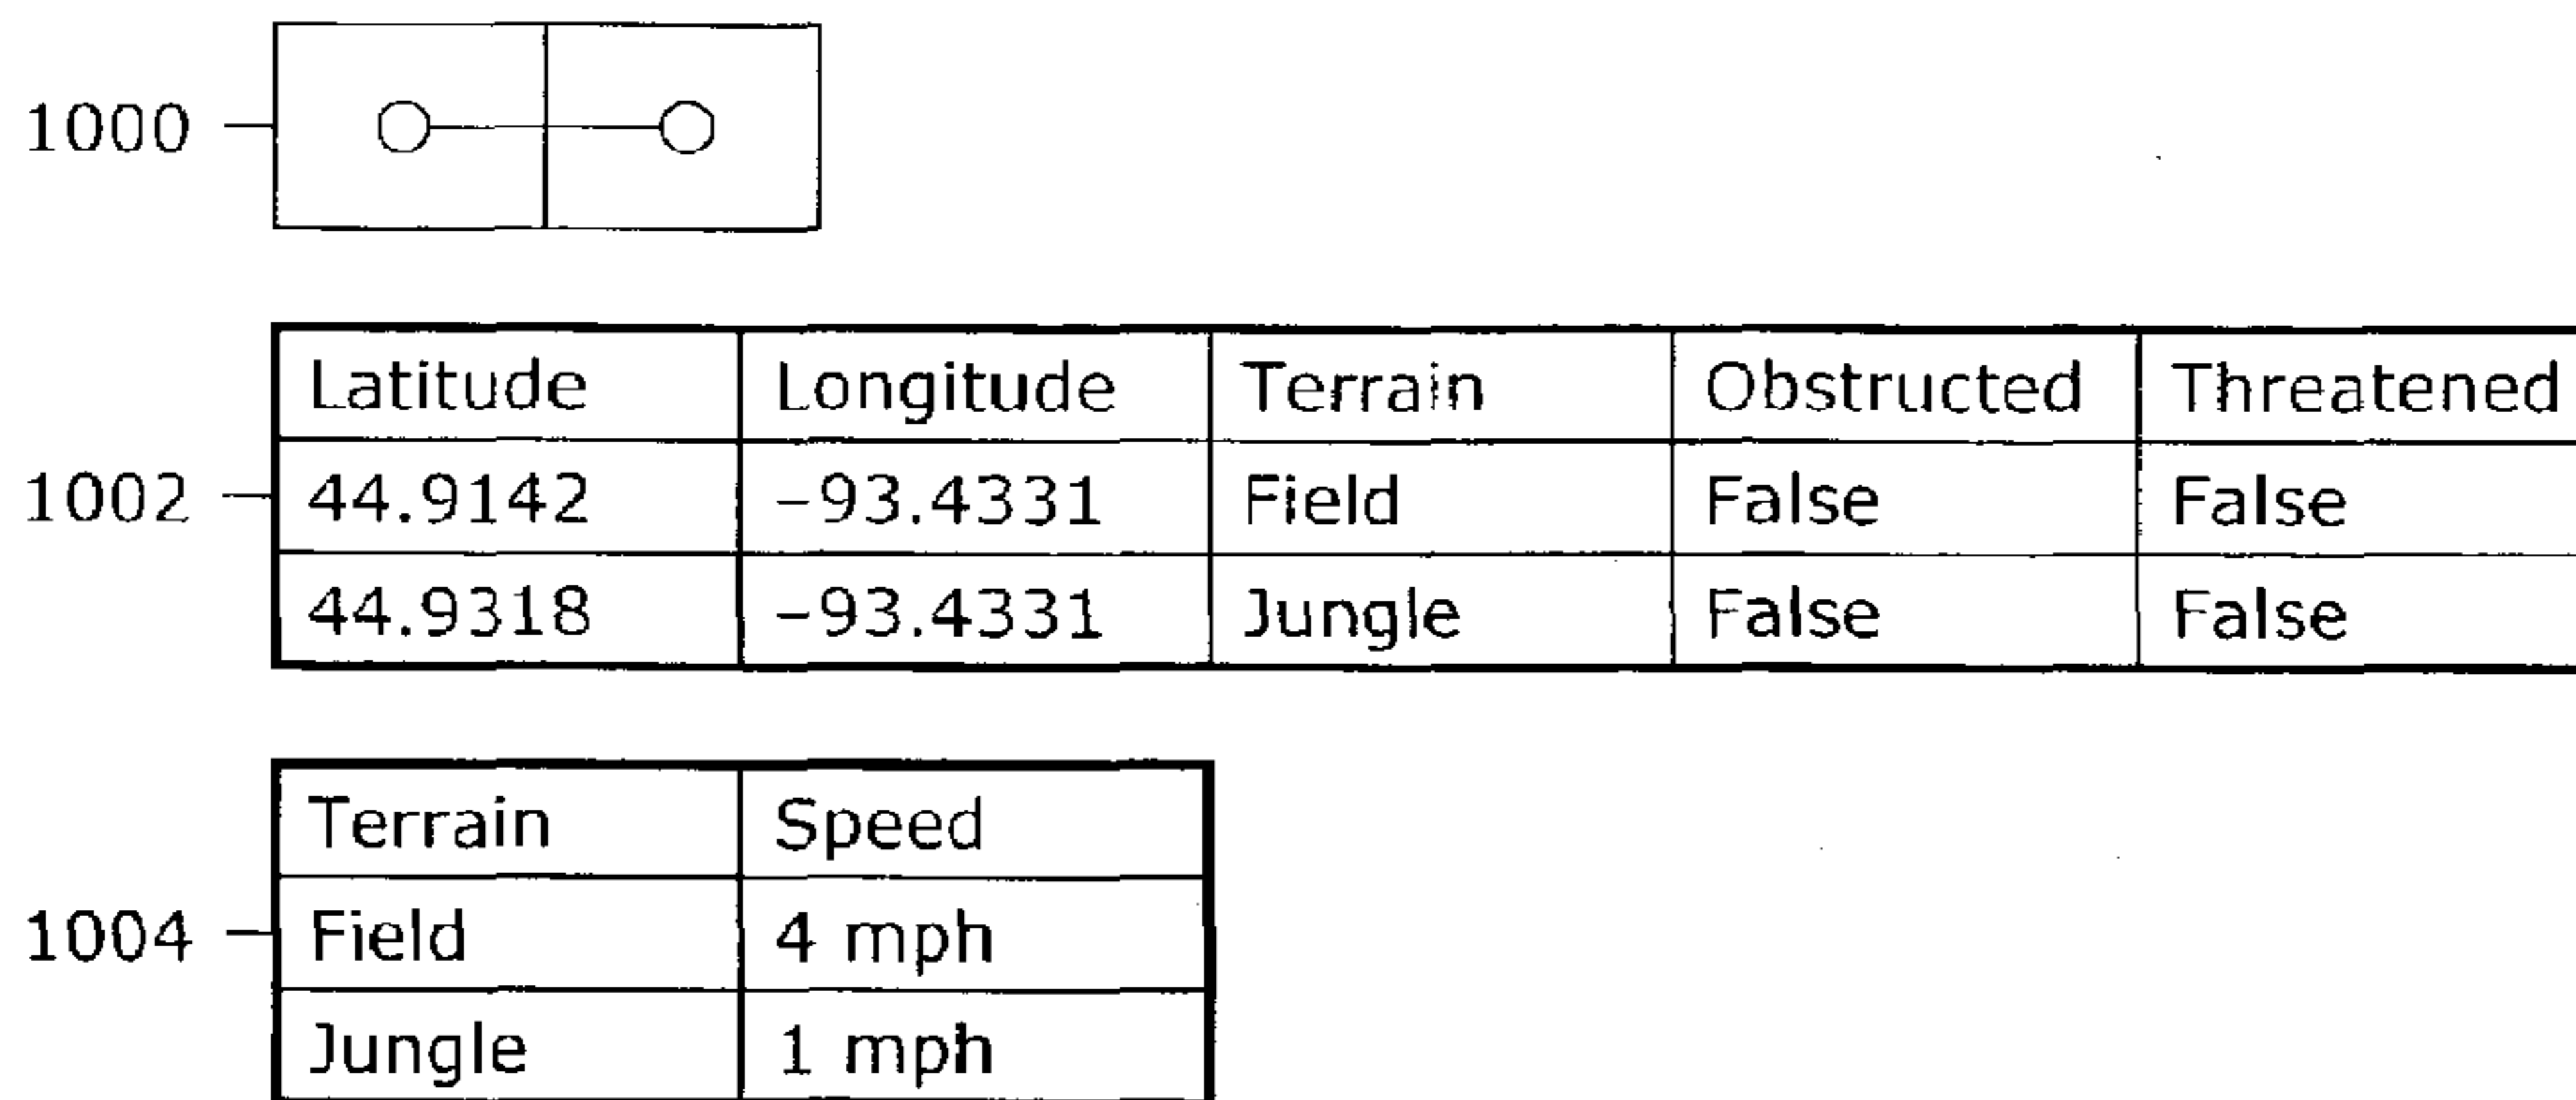 1000
Latitude Longitude Terrain Obstructed Threatened
1002 44.9142 -93.4331 Field False False
44.9318 -93.4331 Jungle False False
Terrain Speed
1004 Field 4 mph
Jungle 1 mph